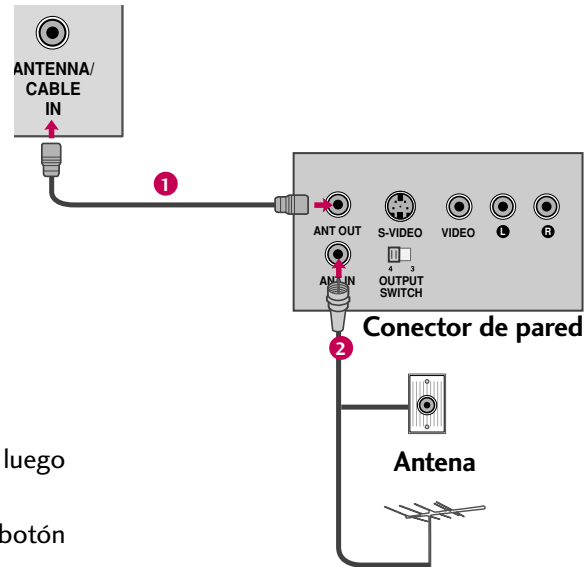 ANTENNA/
CABLE
IN
1
ANT OUT
S-VIDEO
VIDEO
L
R
ANT IN
4 3
OUTPUT
SWITCH
2
Conector de pared
Antena
luego
botón